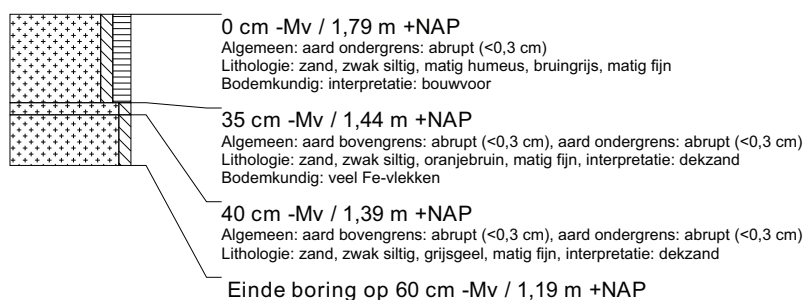 0 cm -Mv / 1,79 m +NAP
Algemeen: aard ondergrens: abrupt (<0,3 cm)
Lithologie: zand, zwak siltig, matig humeus, bruingrijs, matig fijn
Bodemkundig: interpretatie: bouwvoor
35 cm -Mv / 1,44 m +NAP
Algemeen: aard bovengrens: abrupt (<0,3 cm), aard ondergrens: abrupt (<0,3 cm)
Lithologie: zand, zwak siltig, oranjebruin, matig fijn, interpretatie: dekzand
Bodemkundig: veel Fe-vlekken
40 cm -Mv / 1,39 m +NAP
Algemeen: aard bovengrens: abrupt (<0,3 cm), aard ondergrens: abrupt (<0,3 cm)
Lithologie: zand, zwak siltig, grijsgeel, matig fijn, interpretatie: dekzand
Einde boring op 60 cm -Mv / 1,19 m +NAP